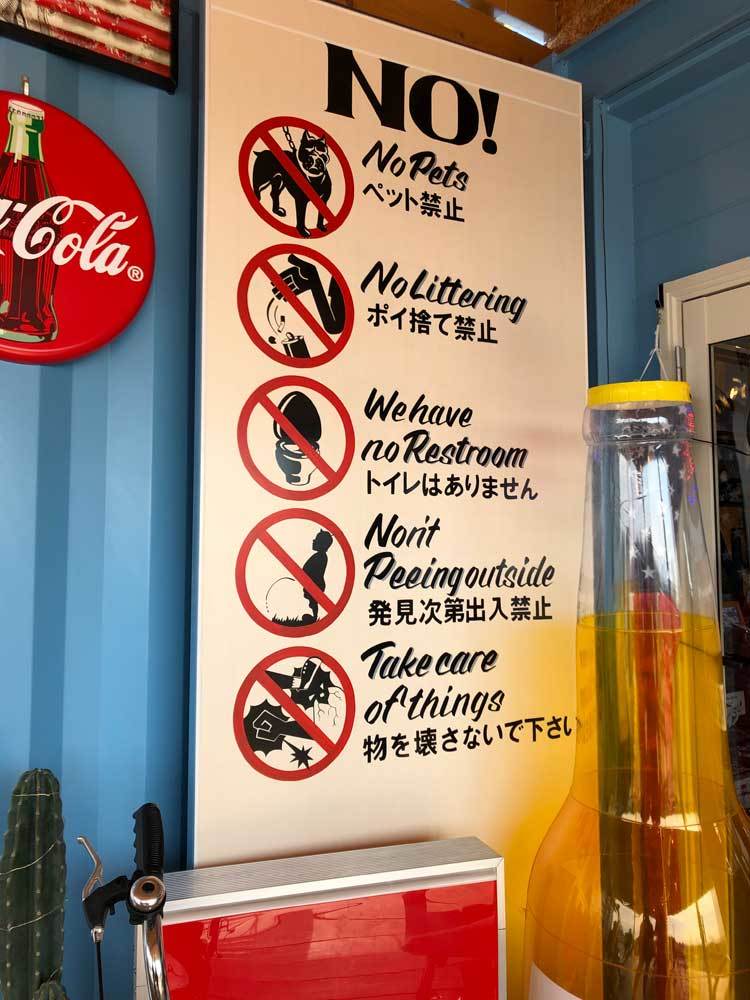 NO!
No Pets
ペット禁止
No Littering
ポイ捨て禁止
We have
no Restroom
トイレはありません
Non't
Peeing outside
発見次第出入禁止
Take care
of things
物を壊さないで下さい
Cola®